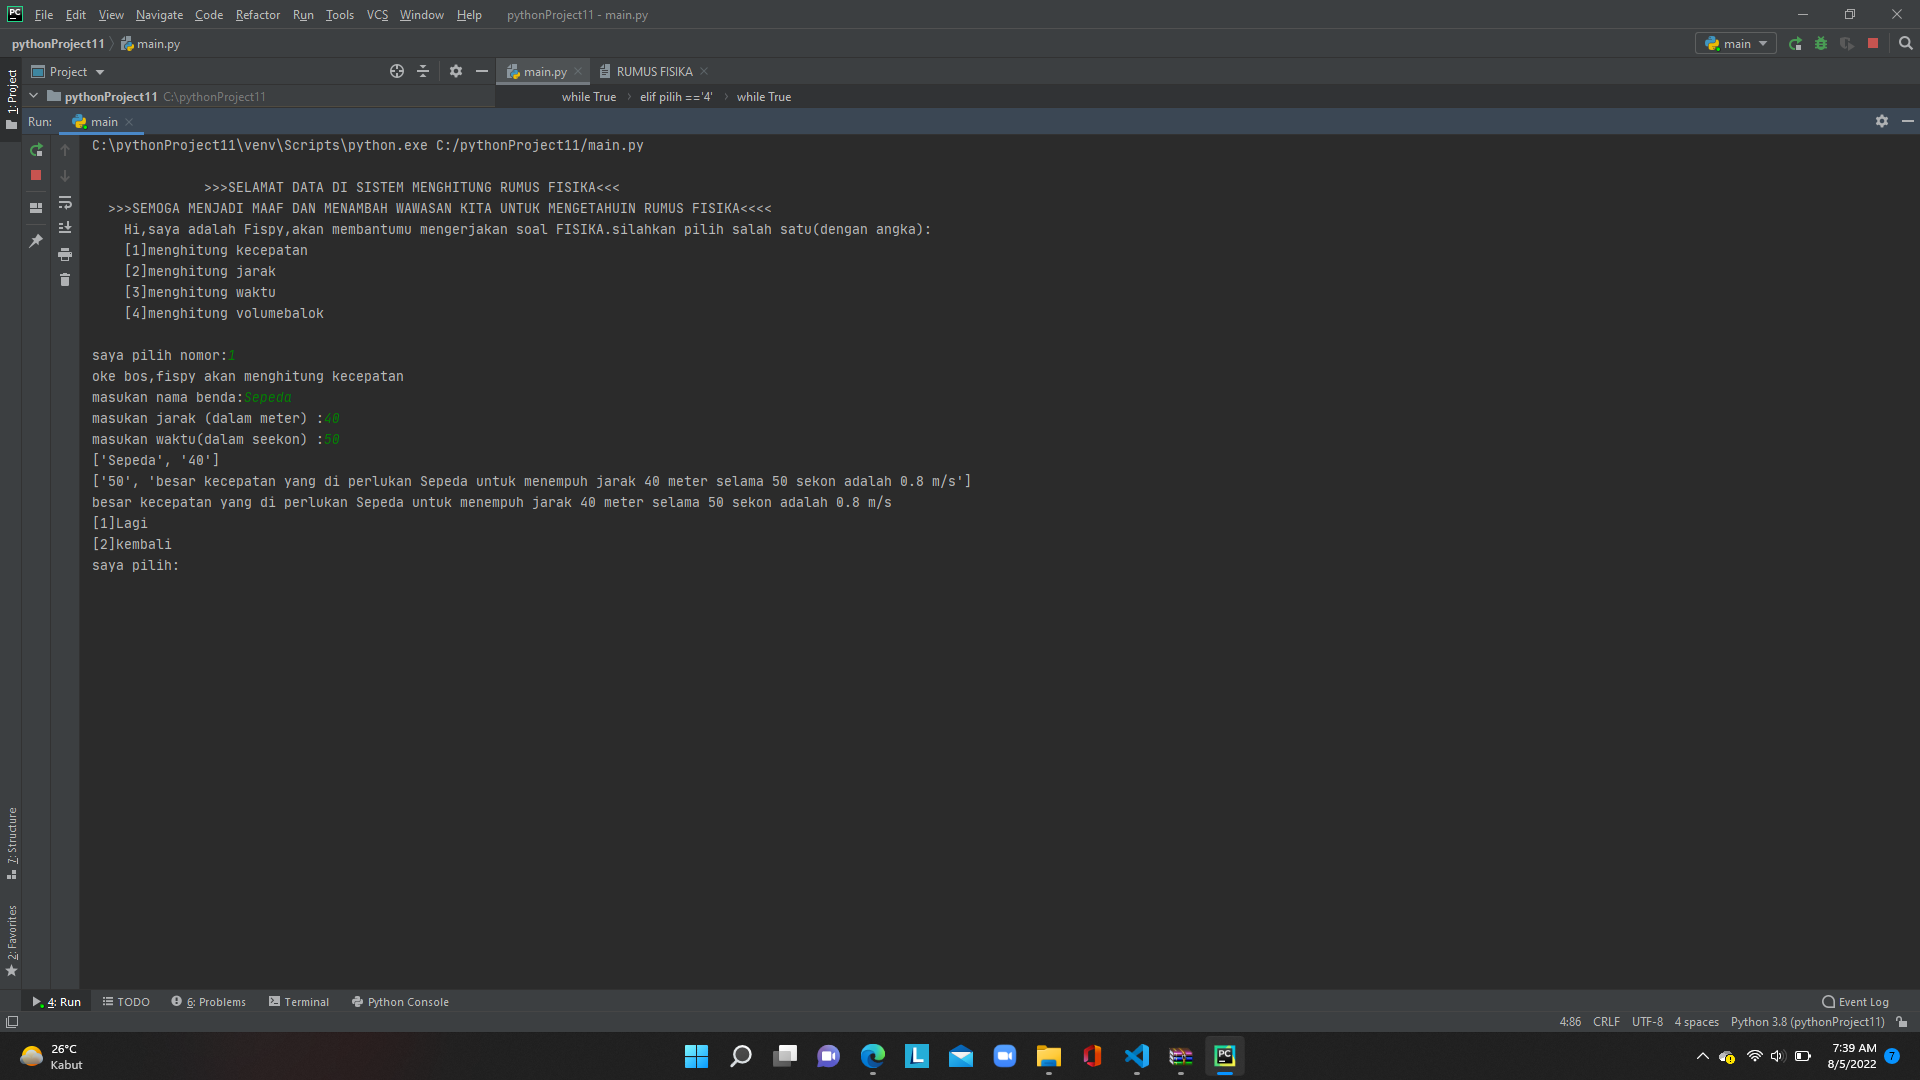 File Edit View Navigate Code Refactor Run Tools VCS Window Help pythonProject11 - main.py
pythonProject11 main.py main
1: Project
Project main.py RUMUS FISIKA
pythonProject11 C:\pythonProject11 while True elif pilih =='4' while True
Run: main
C:\pythonProject11\venv\Scripts\python.exe C:/pythonProject11/main.py
>>>SELAMAT DATA DI SISTEM MENGHITUNG RUMUS FISIKA<<<
>>>SEMOGA MENJADI MAAF DAN MENAMBAH WAWASAN KITA UNTUK MENGETAHUIN RUMUS FISIKA<<<<
Hi,saya adalah Fispy,akan membantumu mengerjakan soal FISIKA.silahkan pilih salah satu(dengan angka):
[1]menghitung kecepatan
[2]menghitung jarak
[3]menghitung waktu
[4]menghitung volumebalok
saya pilih nomor:1
oke bos,fispy akan menghitung kecepatan
masukan nama benda:Sepeda
masukan jarak (dalam meter) :40
masukan waktu(dalam seekon) :50
['Sepeda', '40']
['50', 'besar kecepatan yang di perlukan Sepeda untuk menempuh jarak 40 meter selama 50 sekon adalah 0.8 m/s']
besar kecepatan yang di perlukan Sepeda untuk menempuh jarak 40 meter selama 50 sekon adalah 0.8 m/s
[1]Lagi
[2]kembali
saya pilih:
7: Structure
2: Favorites
4: Run TODO 6: Problems Terminal Python Console Event Log
4:86 CRLF UTF-8 4 spaces Python 3.8 (pythonProject11)
26°C
Kabut
7:39 AM
8/5/2022
7